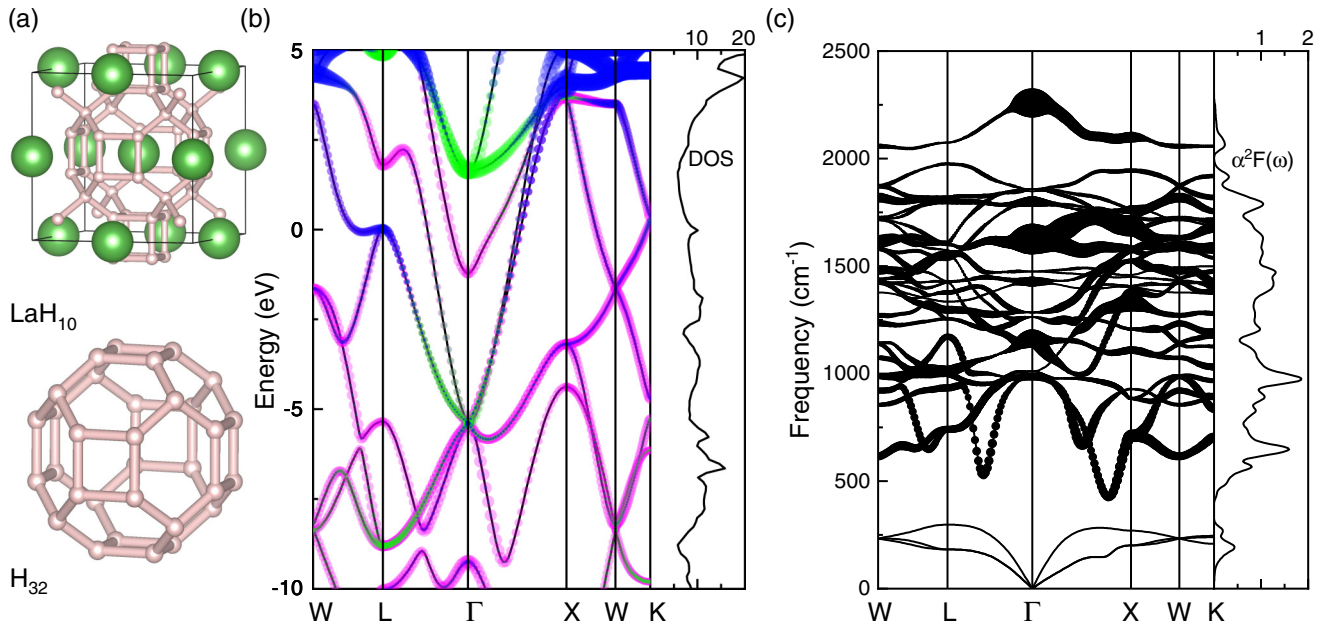 (a)
LaH10
H32
(b)
10 20
5
0
-5
-10
Energy (eV)
DOS
W L Γ X W K
(c)
1 2
2500
2000
1500
1000
500
0
Frequency (cm-1)
α2F(ω)
W L Γ X W K